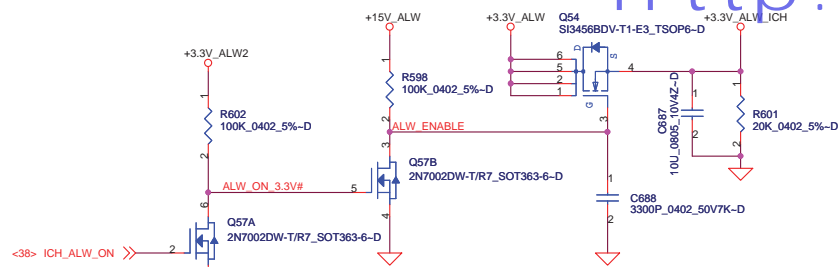 http:
+15V_ALW
+3.3V_ALW
Q54
SI3456BDV-T1-E3_TSOP6~D
+3.3V_ALW_ICH
+3.3V_ALW2
D
S
G
6
5
2
1
4
3
1
R598
100K_0402_5%~D
2
ALW_ENABLE
1
R602
100K_0402_5%~D
2
1
C687
10U_0805_10V4Z~D
2
1
R601
20K_0402_5%~D
2
3
Q57B
2N7002DW-T/R7_SOT363-6~D
5
4
ALW_ON_3.3V#
1
C688
3300P_0402_50V7K~D
2
6
Q57A
2N7002DW-T/R7_SOT363-6~D
2
<38> ICH_ALW_ON